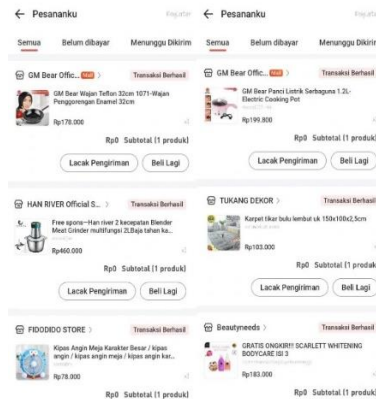 Pesananku
Semua Belum dibayar Menunggu Dikirim
GM Bear Offic... Mall Transaksi Berhasil
GM Bear Wajan Teflon 32cm 1071-Wajan
Penggorengan Enamel 32cm
Rp178.000
Rp0 Subtotal (1 produk)
Lacak Pengiriman Beli Lagi
HAN RIVER Official S... Transaksi Berhasil
Free spons—Han river 2 kecepatan Blender
Meat Grinder multifungsi 2LBaja tahan ka...
Rp460.000
Rp0 Subtotal (1 produk)
Lacak Pengiriman Beli Lagi
FIDODIDO STORE Transaksi Berhasil
Kipas Angin Meja Karakter Besar / kipas
angin / kipas angin meja / kipas angin kar...
Rp78.000
Rp0 Subtotal (1 produk)
Pesananku
Semua Belum dibayar Menunggu Dikirim
GM Bear Offic... Mall Transaksi Berhasil
GM Bear Panci Listrik Serbaguna 1.2L-
Electric Cooking Pot
Rp199.800
Rp0 Subtotal (1 produk)
Lacak Pengiriman Beli Lagi
TUKANG DEKOR Transaksi Berhasil
Karpet tikar bulu lembut uk 150x100x2,5cm
Rp103.000
Rp0 Subtotal (1 produk)
Lacak Pengiriman Beli Lagi
Beautyneeds Transaksi Berhasil
GRATIS ONGKIR!!! SCARLETT WHITENING
BODYCARE ISI 3
Rp183.000
Rp0 Subtotal (1 produk)